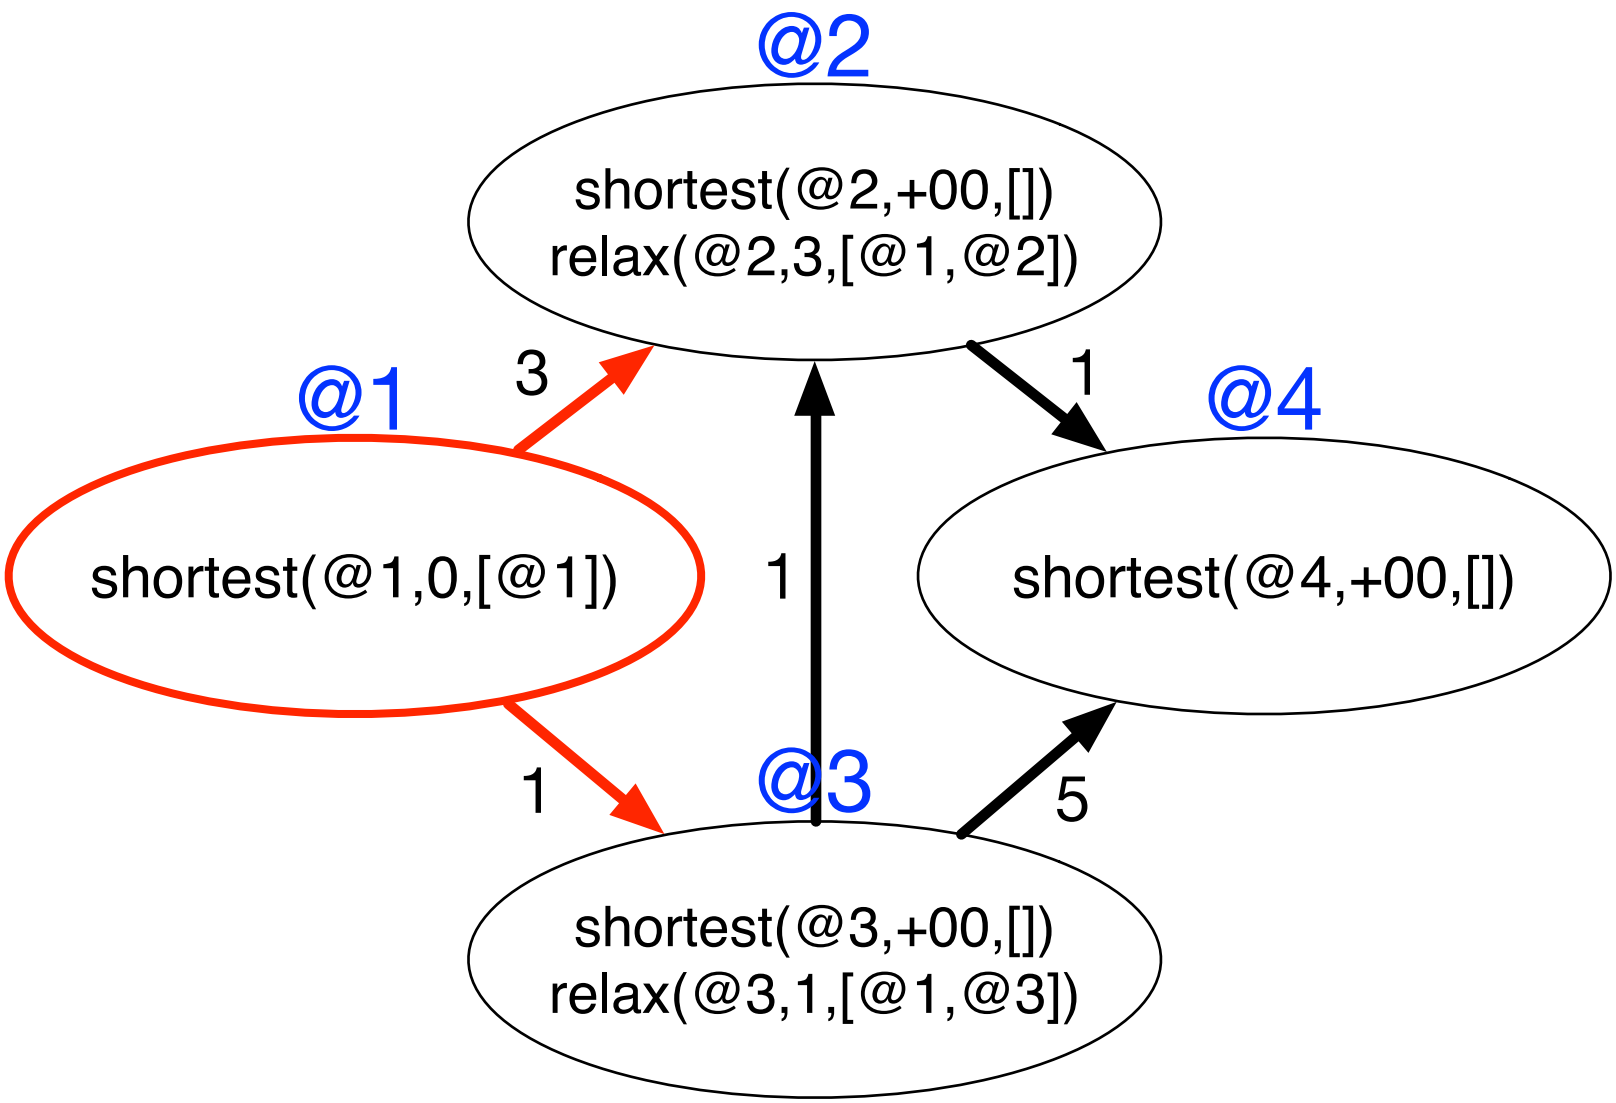 @2
shortest(@2,+00,[])
relax(@2,3,[@1,@2])
3
1
@1
@4
shortest(@1,0,[@1])
1
shortest(@4,+00,[])
1
@3
5
shortest(@3,+00,[])
relax(@3,1,[@1,@3])